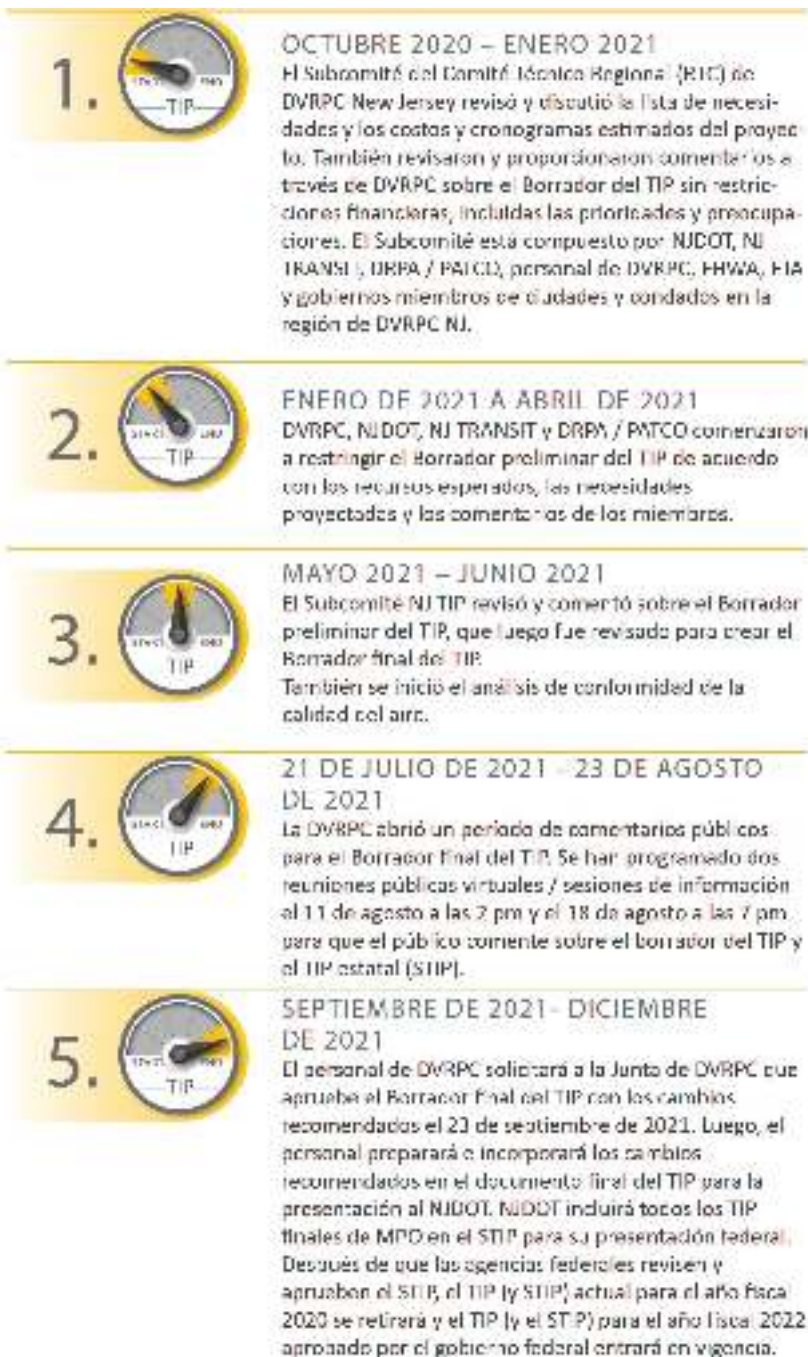 1.
START END
TIP
OCTUBRE 2020 – ENERO 2021
El Subcomité del Comité Técnico Regional (RTC) de
DVRPC New Jersey revisó y discutió la lista de necesi-
dades y los costos y cronogramas estimados del proyec-
to. También revisaron y proporcionaron comentarios a
través de DVRPC sobre el Borrador del TIP sin restric-
ciones financieras, incluidas las prioridades y preocupa-
ciones. El Subcomité está compuesto por NJDOT, NJ
TRANSIT, DRPA / PATCO, personal de DVRPC, FHWA, FTA
y gobiernos miembros de ciudades y condados en la
región de DVRPC NJ.
2.
START END
TIP
ENERO DE 2021 A ABRIL DE 2021
DVRPC, NJDOT, NJ TRANSIT y DRPA / PATCO comenzaron
a restringir el Borrador preliminar del TIP de acuerdo
con los recursos esperados, las necesidades
proyectadas y los comentarios de los miembros.
3.
START END
TIP
MAYO 2021 – JUNIO 2021
El Subcomité NJ TIP revisó y comentó sobre el Borrador
preliminar del TIP, que luego fue revisado para crear el
Borrador final del TIP.
También se inició el análisis de conformidad de la
calidad del aire.
4.
START END
TIP
21 DE JULIO DE 2021 - 23 DE AGOSTO
DE 2021
La DVRPC abrió un período de comentarios públicos
para el Borrador final del TIP. Se han programado dos
reuniones públicas virtuales / sesiones de información
el 11 de agosto a las 2 pm y el 18 de agosto a las 7 pm
para que el público comente sobre el borrador del TIP y
el TIP estatal (STIP).
5.
START END
TIP
SEPTIEMBRE DE 2021- DICIEMBRE
DE 2021
El personal de DVRPC solicitará a la Junta de DVRPC que
apruebe el Borrador final del TIP con los cambios
recomendados el 23 de septiembre de 2021. Luego, el
personal preparará e incorporará los cambios
recomendados en el documento final del TIP para la
presentación al NJDOT. NJDOT incluirá todos los TIP
finales de MPO en el STIP para su presentación federal.
Después de que las agencias federales revisen y
aprueben el STIP, el TIP (y STIP) actual para el año fiscal
2020 se retirará y el TIP (y el STIP) para el año fiscal 2022
aprobado por el gobierno federal entrará en vigencia.